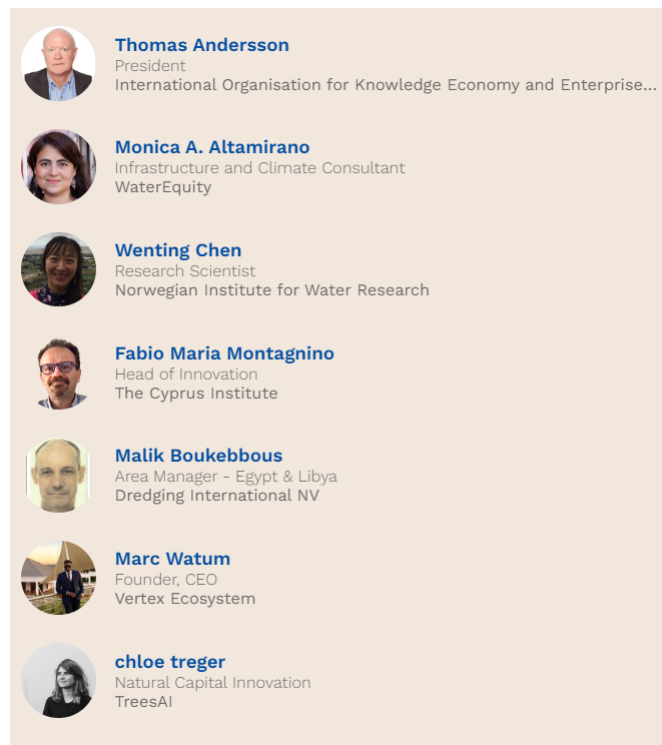 Thomas Andersson
President
International Organisation for Knowledge Economy and Enterprise...
Monica A. Altamirano
Infrastructure and Climate Consultant
WaterEquity
Wenting Chen
Research Scientist
Norwegian Institute for Water Research
Fabio Maria Montagnino
Head of Innovation
The Cyprus Institute
Malik Boukebbous
Area Manager - Egypt & Libya
Dredging International NV
Marc Watum
Founder, CEO
Vertex Ecosystem
chloe treger
Natural Capital Innovation
TreesAI